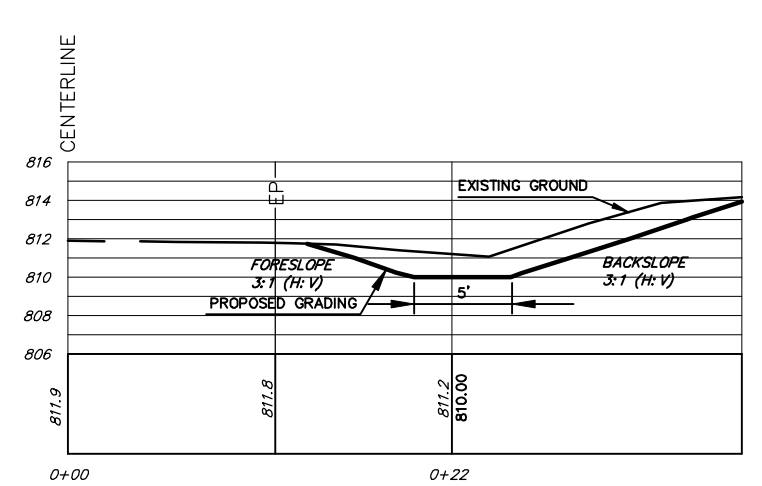 CENTERLINE
816
814
812
810
808
806
EP
EXISTING GROUND
FORESLOPE
3:1 (H:V)
BACKSLOPE
3:1 (H:V)
PROPOSED GRADING
5'
811.9
811.8
811.2
810.00
0+00
0+22